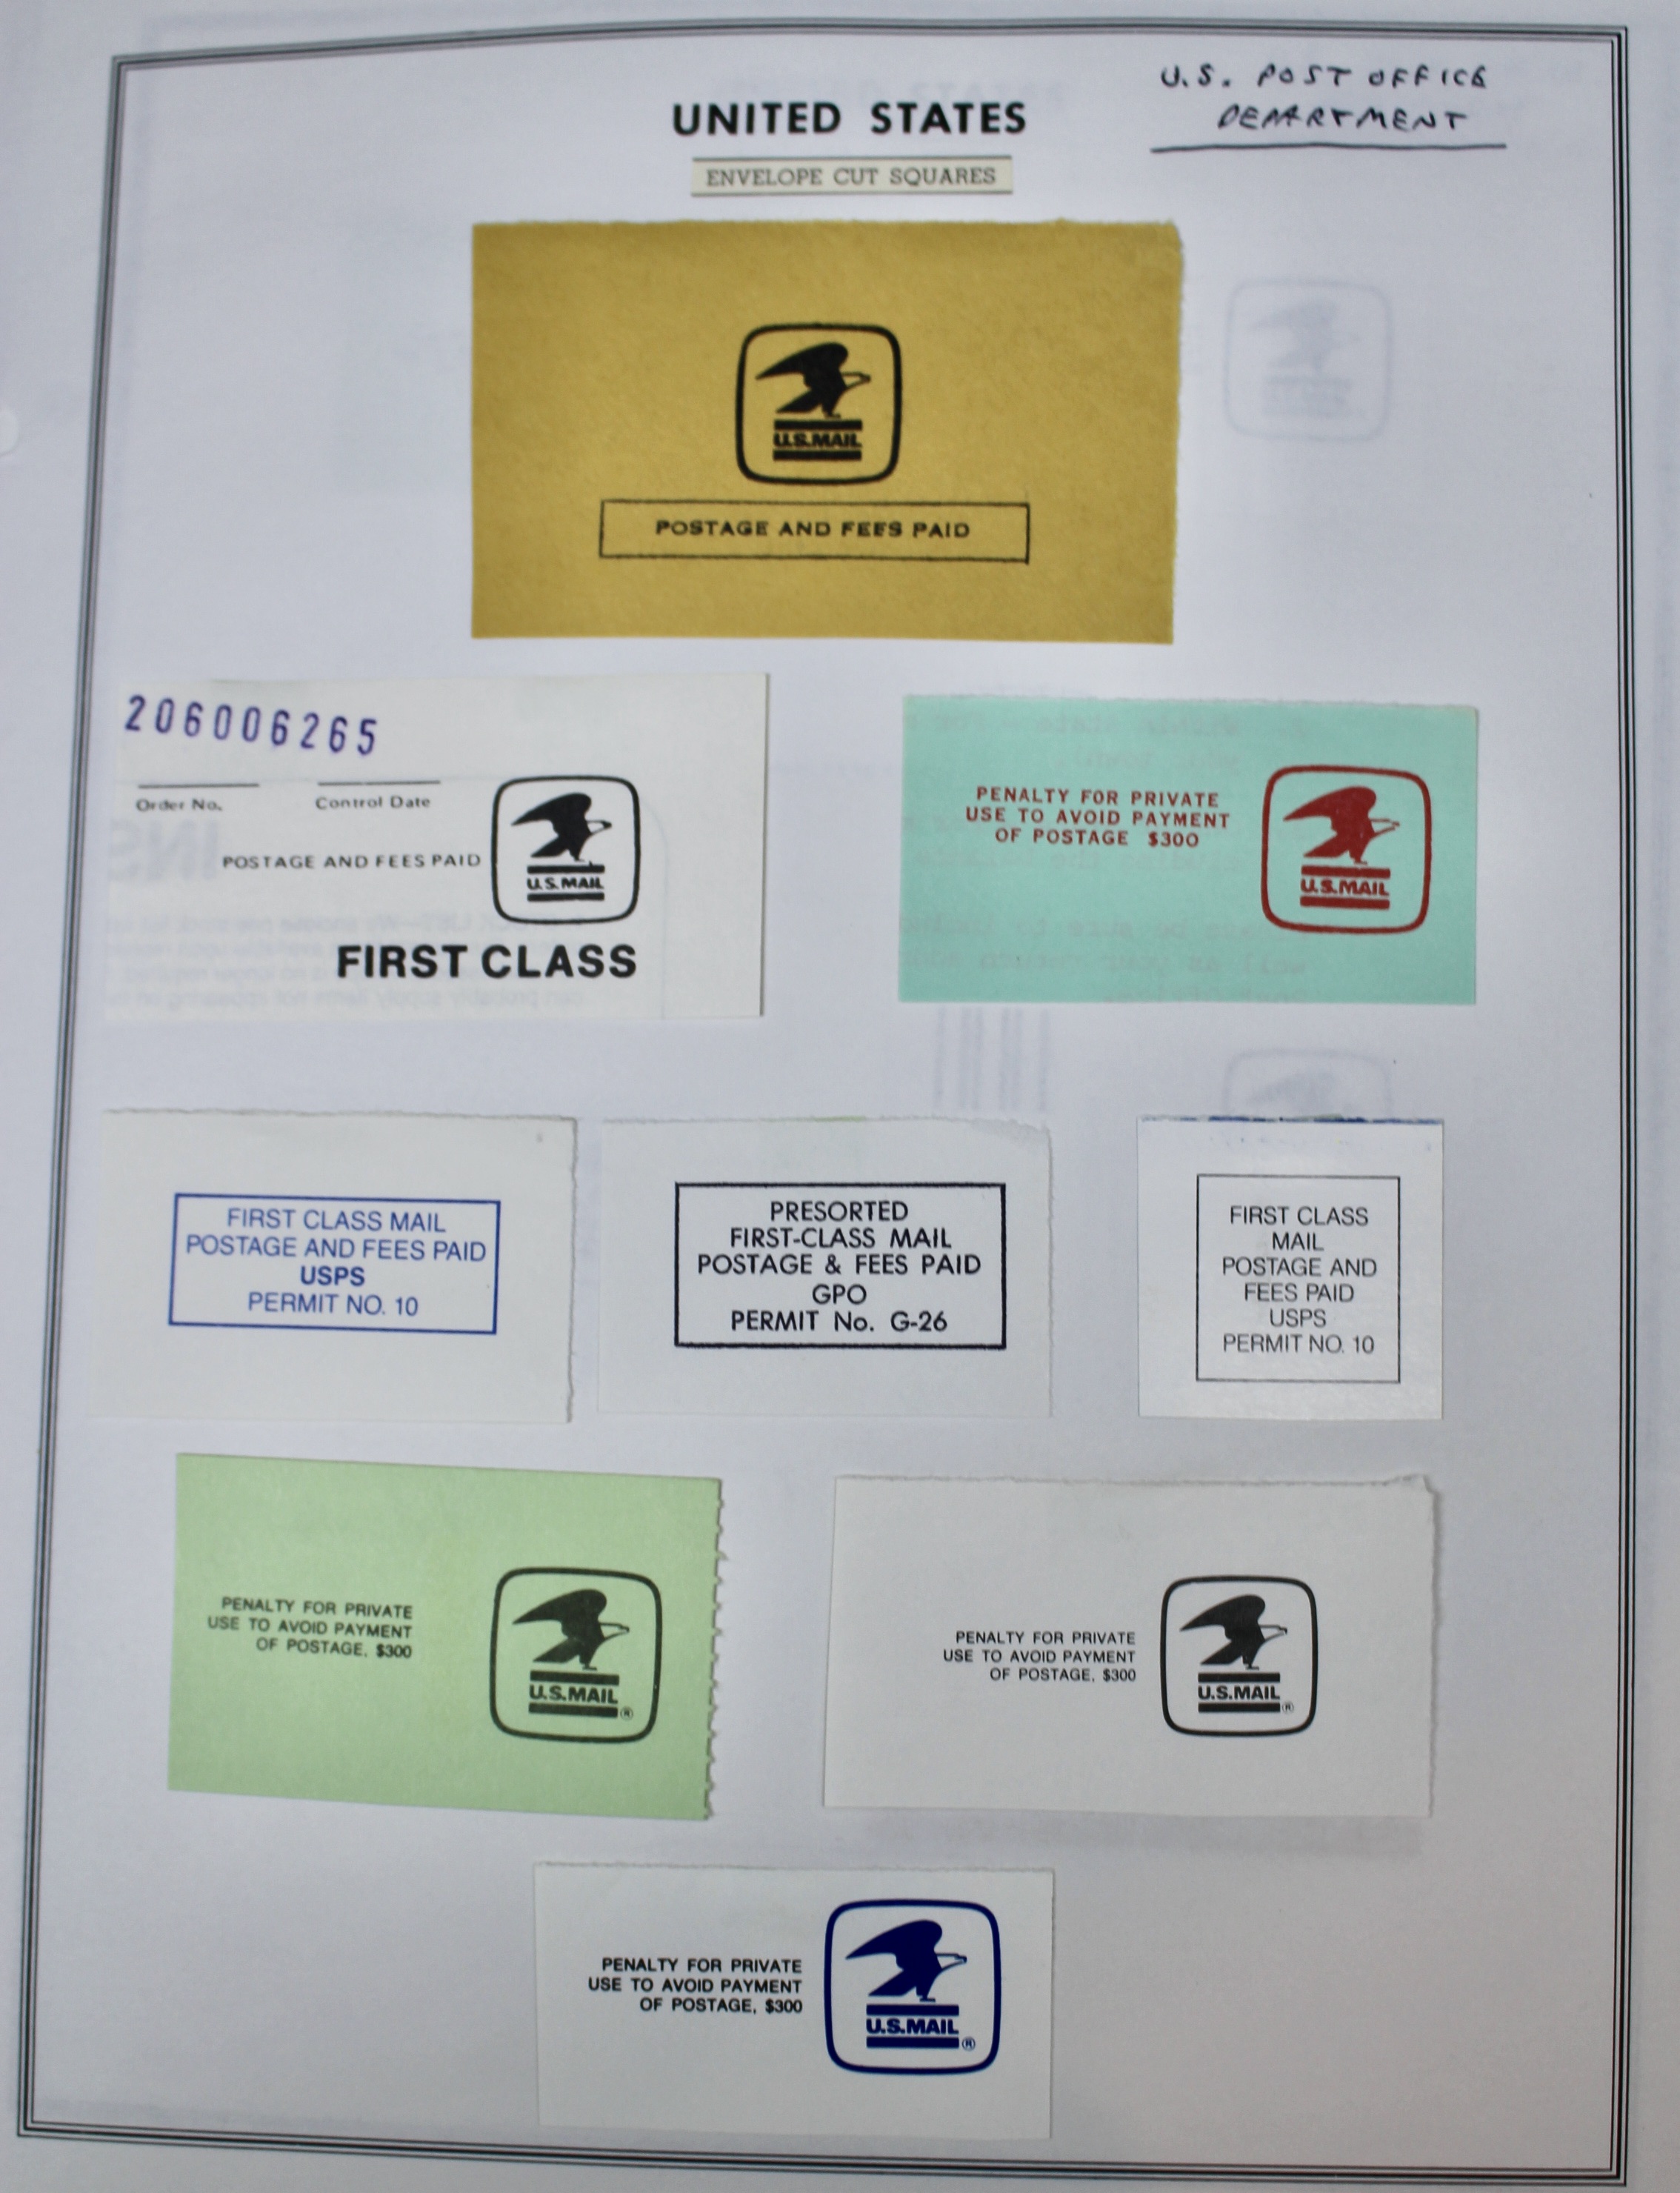 U.S. POST OFFICE
DEPARTMENT
UNITED STATES
ENVELOPE CUT SQUARES
U.S.MAIL
POSTAGE AND FEES PAID
206006265
Order No.
Control Date
POSTAGE AND FEES PAID
U.S.MAIL
FIRST CLASS
PENALTY FOR PRIVATE
USE TO AVOID PAYMENT
OF POSTAGE $300
U.S.MAIL
FIRST CLASS MAIL
POSTAGE AND FEES PAID
USPS
PERMIT NO. 10
PRESORTED
FIRST-CLASS MAIL
POSTAGE & FEES PAID
GPO
PERMIT No. G-26
FIRST CLASS
MAIL
POSTAGE AND
FEES PAID
USPS
PERMIT NO. 10
PENALTY FOR PRIVATE
USE TO AVOID PAYMENT
OF POSTAGE, $300
U.S.MAIL®
PENALTY FOR PRIVATE
USE TO AVOID PAYMENT
OF POSTAGE, $300
U.S.MAIL®
PENALTY FOR PRIVATE
USE TO AVOID PAYMENT
OF POSTAGE, $300
U.S.MAIL®